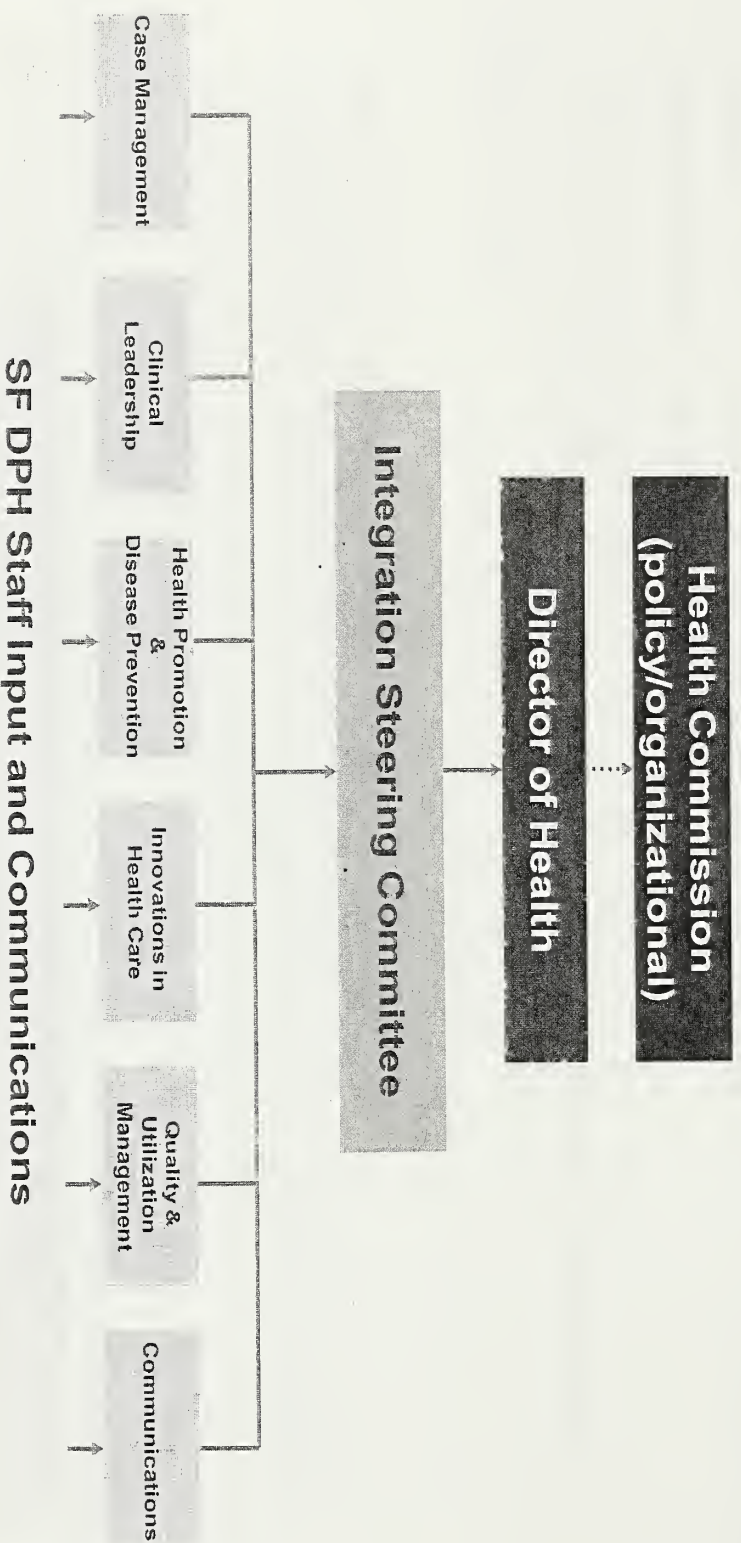 Health Commission
(policy/organizational)
Director of Health
Integration Steering Committee
Case Management
Clinical
Leadership
Health Promotion
&
Disease Prevention
Innovations in
Health Care
Quality &
Utilization
Management
Communications
SF DPH Staff Input and Communications